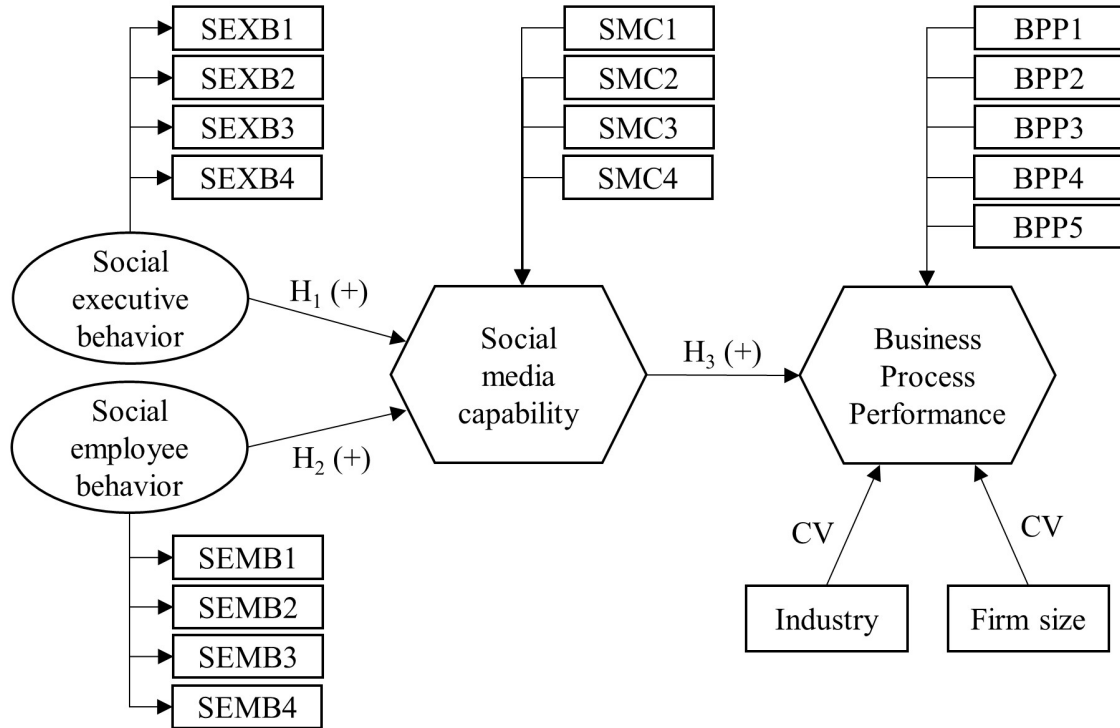 SEXB1
SEXB2
SEXB3
SEXB4
SMC1
SMC2
SMC3
SMC4
BPP1
BPP2
BPP3
BPP4
BPP5
Social
executive
behavior
H₁ (+)
Social
employee
behavior
H₂ (+)
Social
media
capability
H₃ (+)
Business
Process
Performance
CV
CV
Industry
Firm size
SEMB1
SEMB2
SEMB3
SEMB4